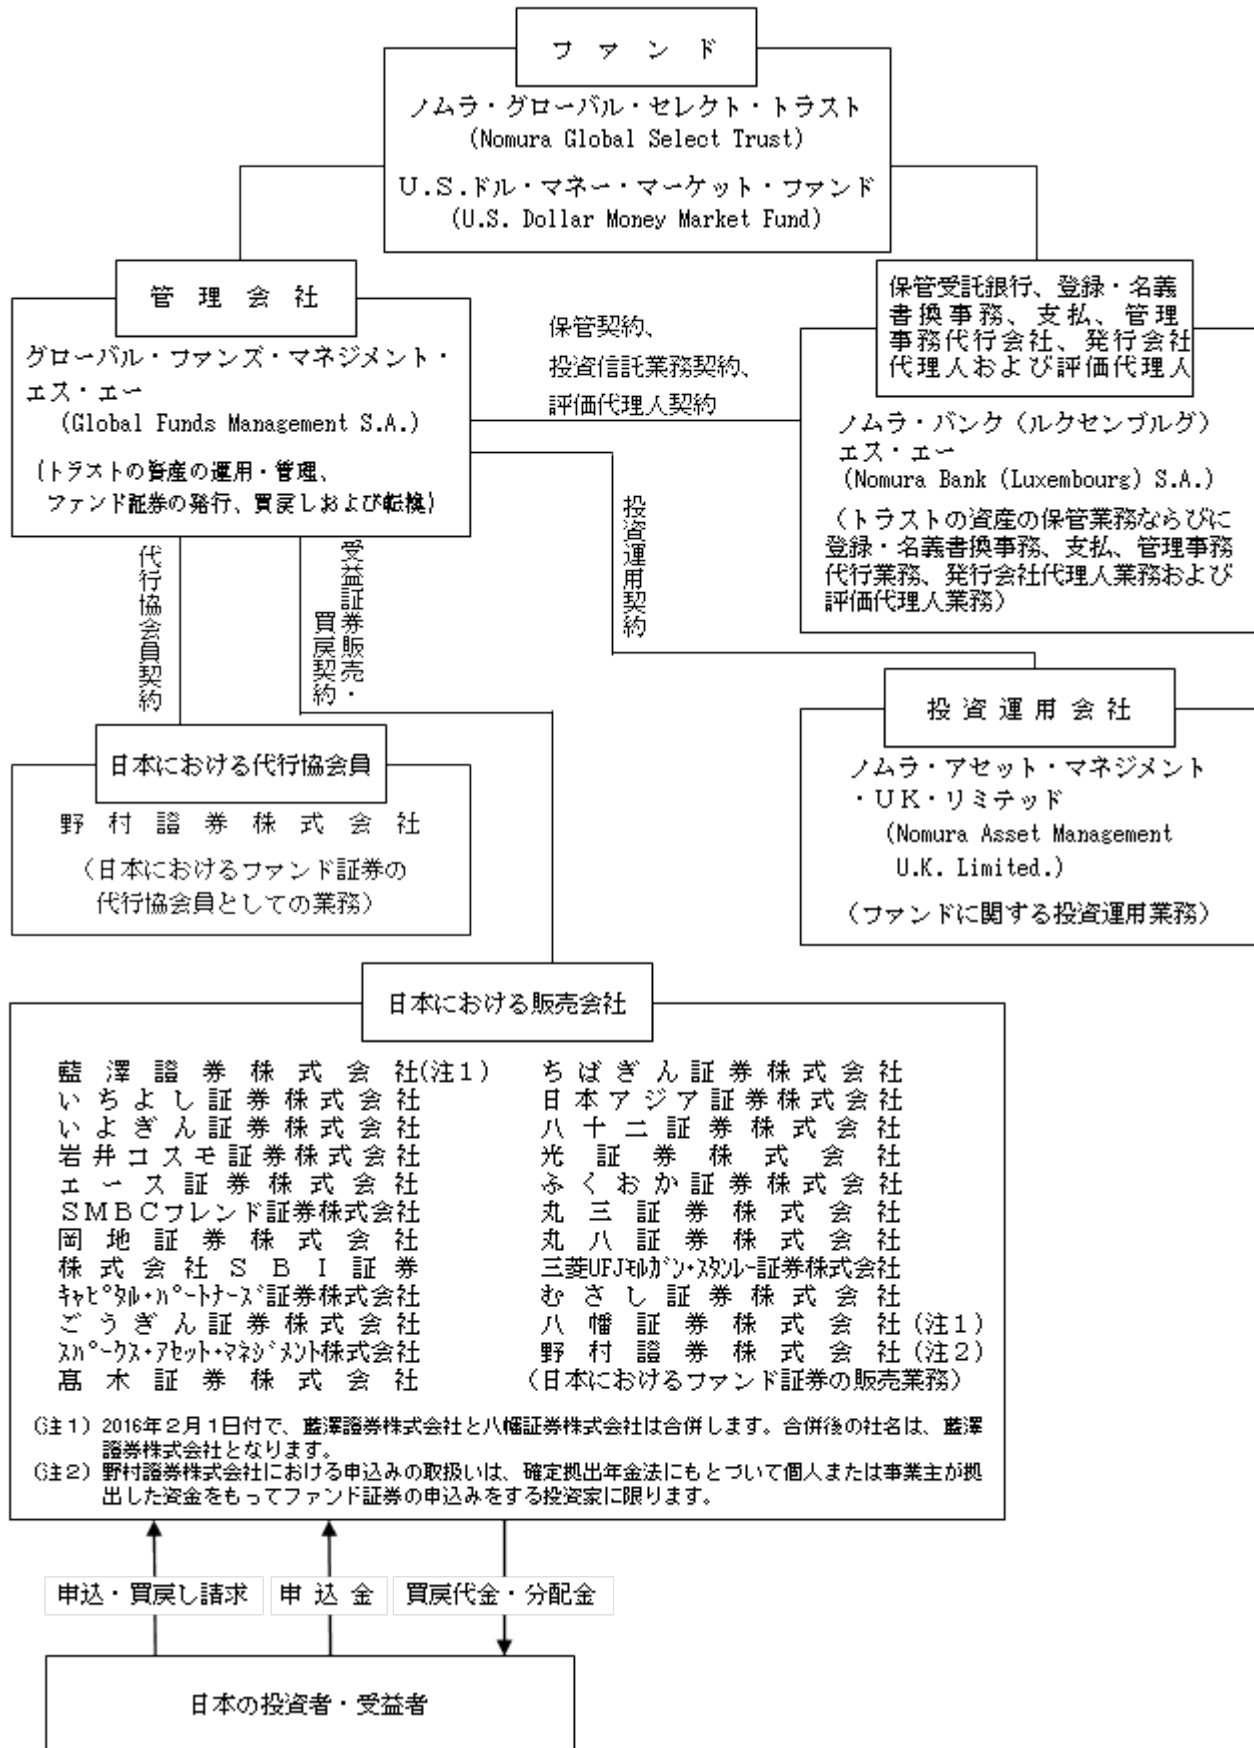 ファンド
ノムラ・グローバル・セレクト・トラスト
(Nomura Global Select Trust)
U.S.ドル・マネー・マーケット・ファンド
(U.S. Dollar Money Market Fund)
管理会社
グローバル・ファンズ・マネジメント・
エス・エー
(Global Funds Management S.A.)
(トラストの資産の運用・管理、
ファンド証券の発行、買戻しおよび転換)
保管契約、
投資信託業務契約、
評価代理人契約
保管受託銀行、登録・名義
書換事務、支払、管理
事務代行会社、発行会社
代理人および評価代理人
ノムラ・バンク(ルクセンブルグ)
エス・エー
(Nomura Bank (Luxembourg) S.A.)
(トラストの資産の保管業務ならびに
登録・名義書換事務、支払、管理事務
代行業務、発行会社代理人業務および
評価代理人業務)
代行協会員契約
受益証券販売・
買戻契約
投資運用契約
投資運用会社
ノムラ・アセット・マネジメント
・UK・リミテッド
(Nomura Asset Management
U.K. Limited.)
(ファンドに関する投資運用業務)
日本における代行協会員
野村證券株式会社
(日本におけるファンド証券の
代行協会員としての業務)
日本における販売会社
藍澤證券株式会社(注1)
いちよし証券株式会社
いよぎん証券株式会社
岩井コスモ証券株式会社
エース証券株式会社
SMBCフレンド証券株式会社
岡地証券株式会社
株式会社SBI証券
キャピタル・パートナーズ証券株式会社
ごうぎん証券株式会社
スパークス・アセット・マネジメント株式会社
髙木証券株式会社
ちばぎん証券株式会社
日本アジア証券株式会社
八十二証券株式会社
光証券株式会社
ふくおか証券株式会社
丸三証券株式会社
丸八証券株式会社
三菱UFJモルガン・スタンレー証券株式会社
むさし証券株式会社
八幡証券株式会社(注1)
野村證券株式会社(注2)
(日本におけるファンド証券の販売業務)
(注1)2016年2月1日付で、藍澤證券株式会社と八幡証券株式会社は合併します。合併後の社名は、藍澤
證券株式会社となります。
(注2)野村證券株式会社における申込みの取扱いは、確定拠出年金法にもとづいて個人または事業主が拠
出した資金をもってファンド証券の申込みをする投資家に限ります。
申込・買戻し請求
申込金
買戻代金・分配金
日本の投資者・受益者